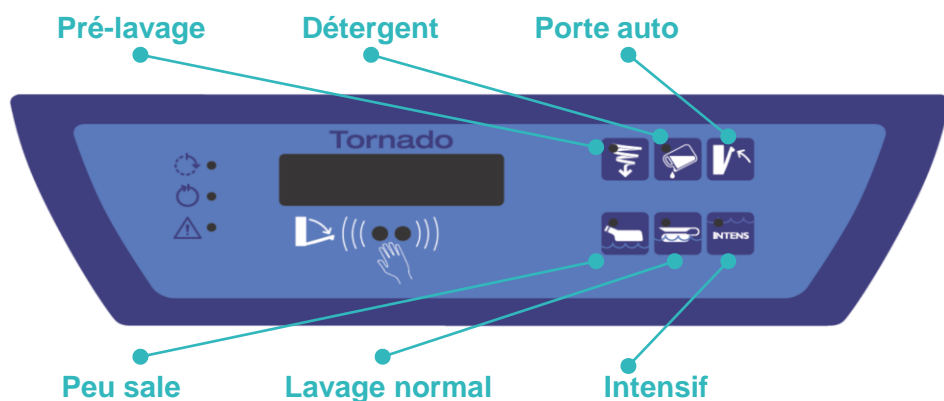 Pré-lavage Détergent Porte auto
Tornado
INTENS
Peu sale Lavage normal Intensif